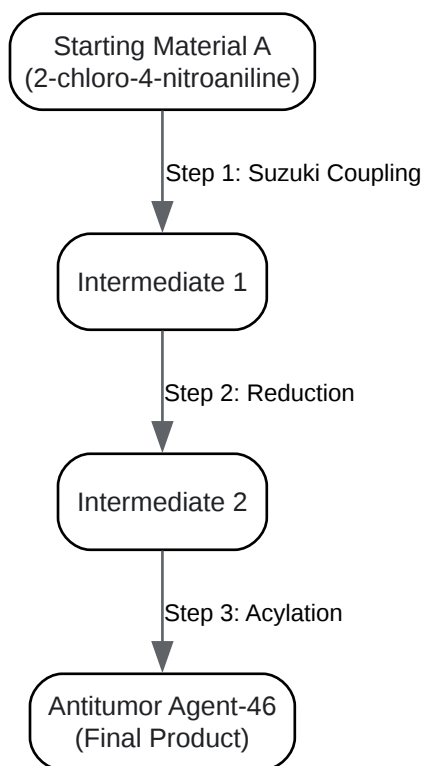 Starting Material A
(2-chloro-4-nitroaniline)
Step 1: Suzuki Coupling
Intermediate 1
Step 2: Reduction
Intermediate 2
Step 3: Acylation
Antitumor Agent-46
(Final Product)